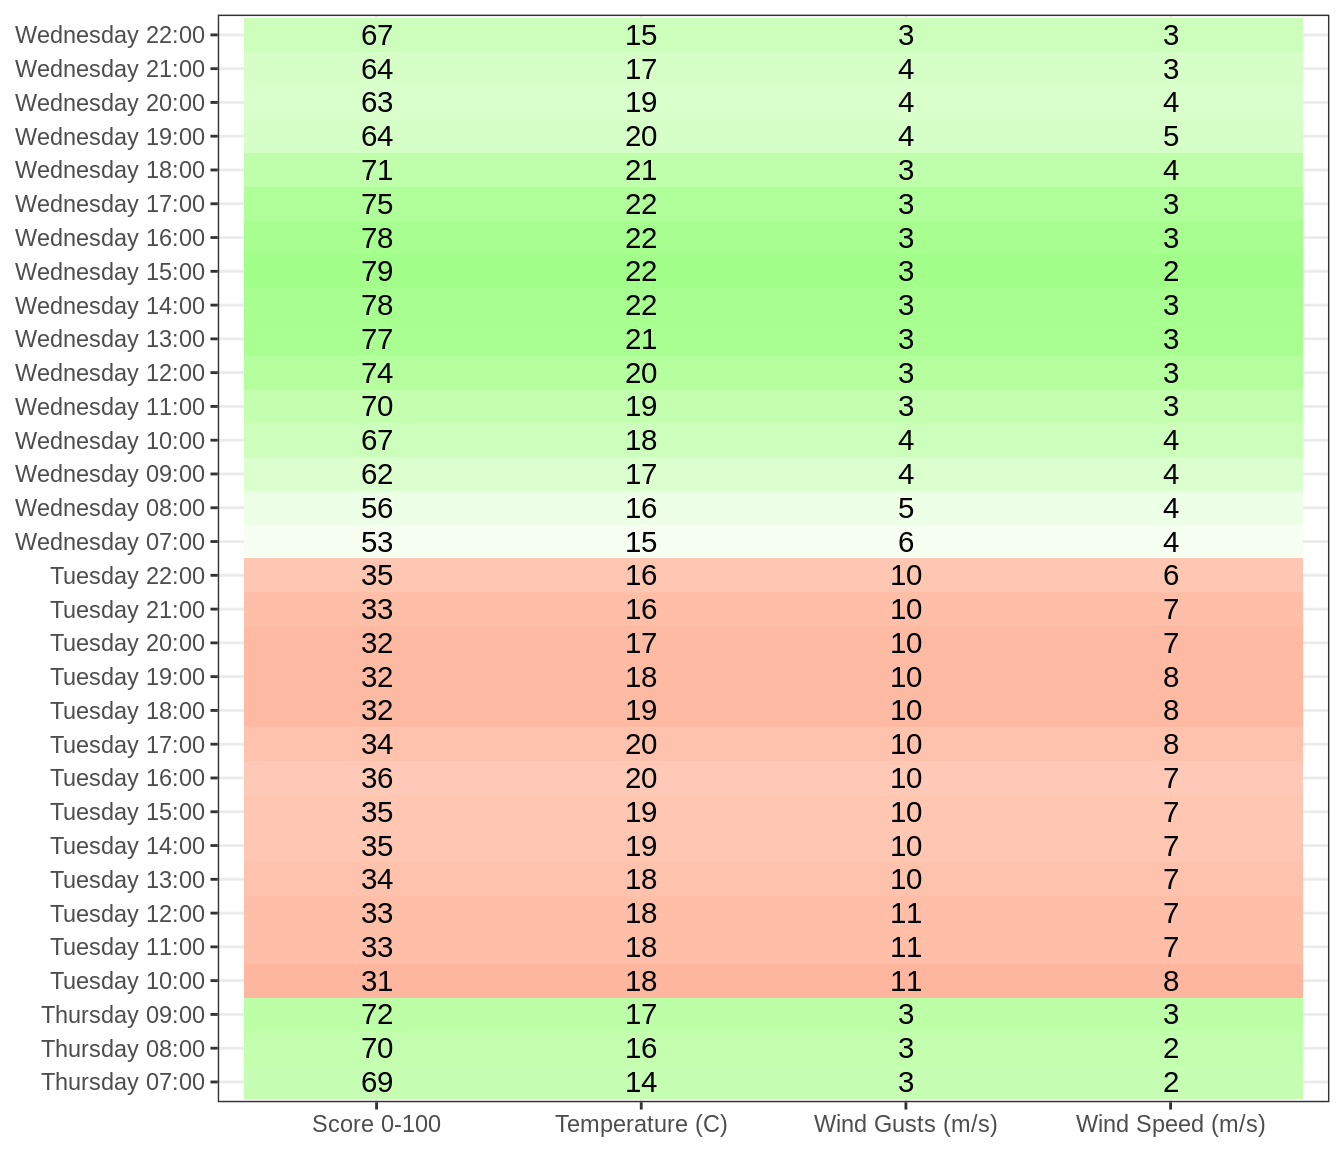 Wednesday 22:00 67 15 3 3
Wednesday 21:00 64 17 4 3
Wednesday 20:00 63 19 4 4
Wednesday 19:00 64 20 4 5
Wednesday 18:00 71 21 3 4
Wednesday 17:00 75 22 3 3
Wednesday 16:00 78 22 3 3
Wednesday 15:00 79 22 3 2
Wednesday 14:00 78 22 3 3
Wednesday 13:00 77 21 3 3
Wednesday 12:00 74 20 3 3
Wednesday 11:00 70 19 3 3
Wednesday 10:00 67 18 4 4
Wednesday 09:00 62 17 4 4
Wednesday 08:00 56 16 5 4
Wednesday 07:00 53 15 6 4
Tuesday 22:00 35 16 10 6
Tuesday 21:00 33 16 10 7
Tuesday 20:00 32 17 10 7
Tuesday 19:00 32 18 10 8
Tuesday 18:00 32 19 10 8
Tuesday 17:00 34 20 10 8
Tuesday 16:00 36 20 10 7
Tuesday 15:00 35 19 10 7
Tuesday 14:00 35 19 10 7
Tuesday 13:00 34 18 10 7
Tuesday 12:00 33 18 11 7
Tuesday 11:00 33 18 11 7
Tuesday 10:00 31 18 11 8
Thursday 09:00 72 17 3 3
Thursday 08:00 70 16 3 2
Thursday 07:00 69 14 3 2
Score 0-100 Temperature (C) Wind Gusts (m/s) Wind Speed (m/s)